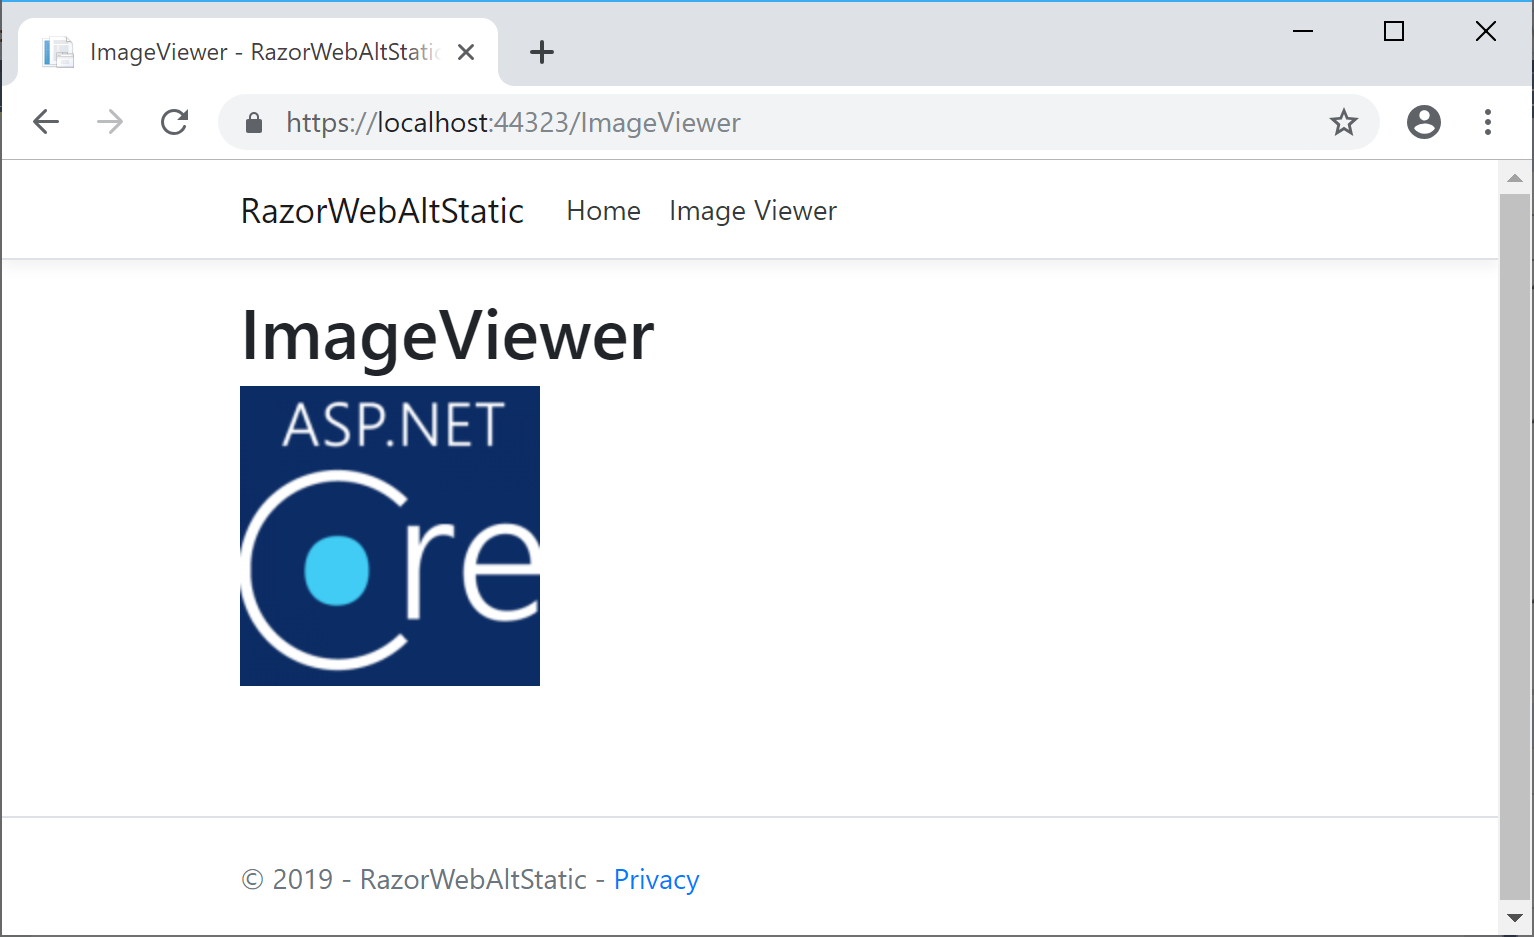 ImageViewer - RazorWebAltStatic
https://localhost:44323/ImageViewer
RazorWebAltStatic Home Image Viewer
ImageViewer
ASP.NET
Core
© 2019 - RazorWebAltStatic - Privacy